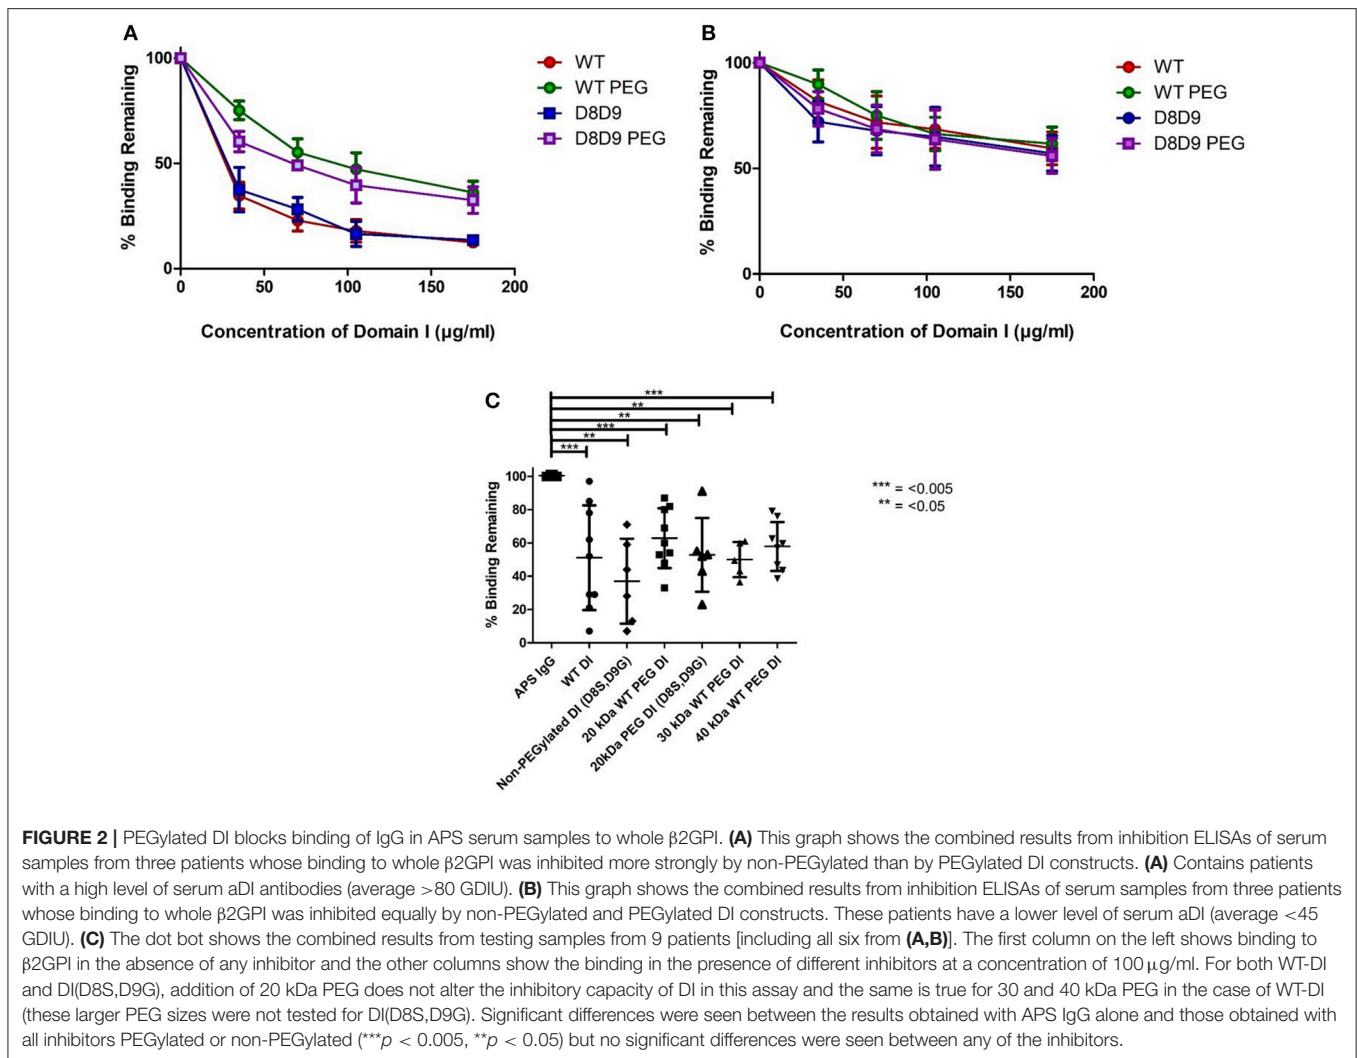 A
100
50
0
0 50 100 150 200
% Binding Remaining
Concentration of Domain I (µg/ml)
WT
WT PEG
D8D9
D8D9 PEG
B
100
50
0
0 50 100 150 200
% Binding Remaining
Concentration of Domain I (µg/ml)
WT
WT PEG
D8D9
D8D9 PEG
C
***
**
**
***
**
***
100
80
60
40
20
0
% Binding Remaining
APS IgG
WT DI
Non-PEGylated DI (D8S,D9G)
20 kDa WT PEG DI
20kDa PEG DI (D8S,D9G)
30 kDa WT PEG DI
40 kDa WT PEG DI
*** = <0.005
** = <0.05
FIGURE 2 | PEGylated DI blocks binding of IgG in APS serum samples to whole β2GPI. (A) This graph shows the combined results from inhibition ELISAs of serum
samples from three patients whose binding to whole β2GPI was inhibited more strongly by non-PEGylated than by PEGylated DI constructs. (A) Contains patients
with a high level of serum aDI antibodies (average >80 GDIU). (B) This graph shows the combined results from inhibition ELISAs of serum samples from three patients
whose binding to whole β2GPI was inhibited equally by non-PEGylated and PEGylated DI constructs. These patients have a lower level of serum aDI (average <45
GDIU). (C) The dot bot shows the combined results from testing samples from 9 patients [including all six from (A,B)]. The first column on the left shows binding to
β2GPI in the absence of any inhibitor and the other columns show the binding in the presence of different inhibitors at a concentration of 100 µg/ml. For both WT-DI
and DI(D8S,D9G), addition of 20 kDa PEG does not alter the inhibitory capacity of DI in this assay and the same is true for 30 and 40 kDa PEG in the case of WT-DI
(these larger PEG sizes were not tested for DI(D8S,D9G). Significant differences were seen between the results obtained with APS IgG alone and those obtained with
all inhibitors PEGylated or non-PEGylated (***p < 0.005, **p < 0.05) but no significant differences were seen between any of the inhibitors.